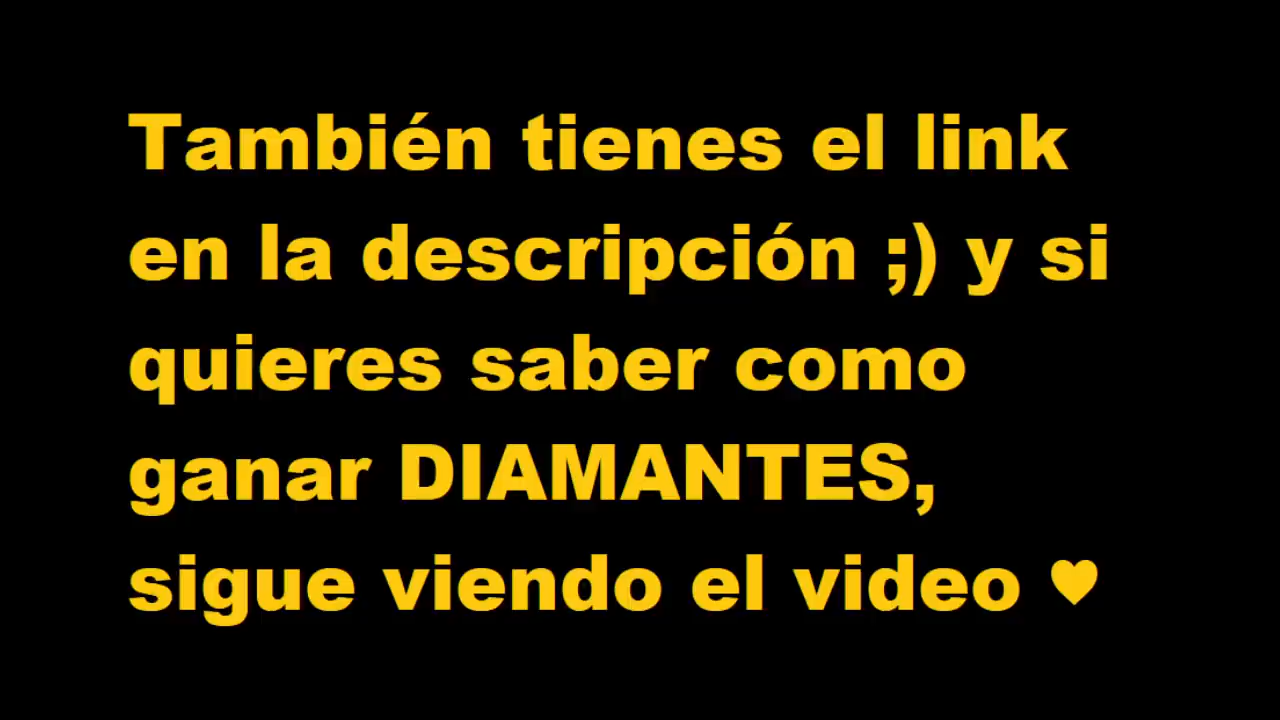 También tienes el link
en la descripción ;) y si
quieres saber como
ganar DIAMANTES,
sigue viendo el video ♥